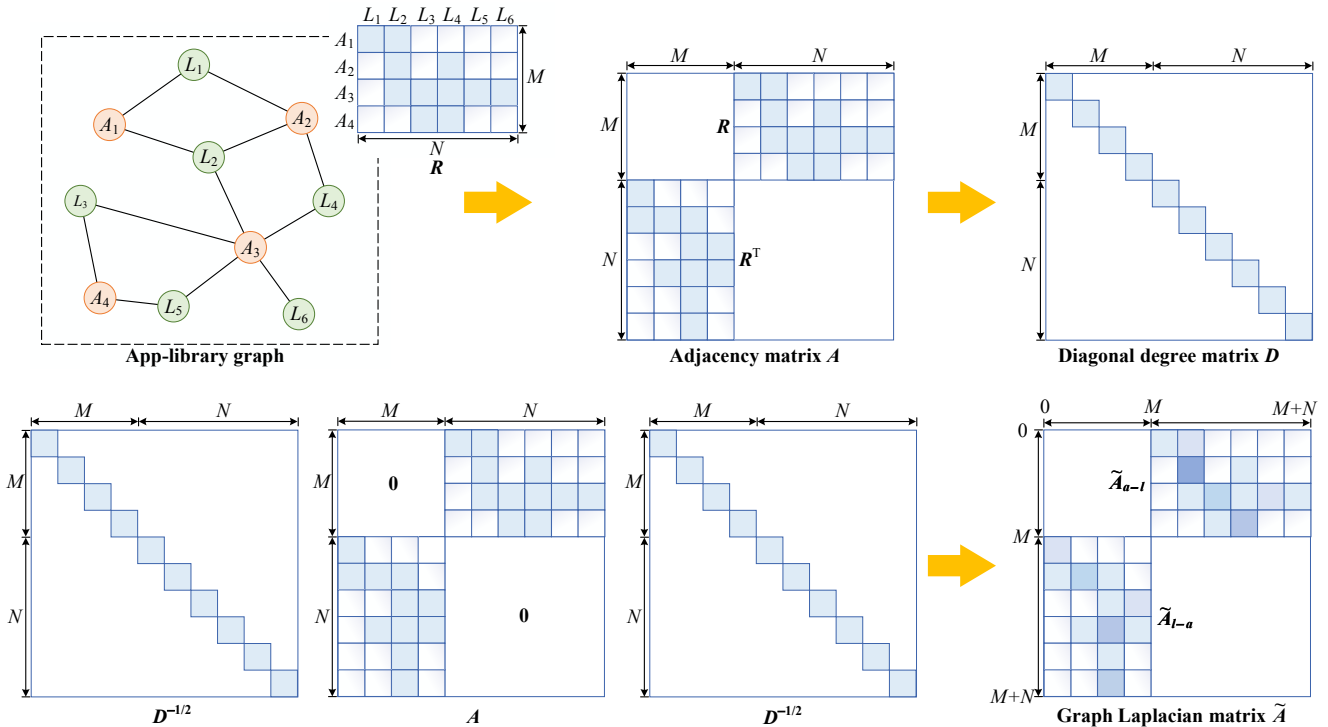 L₁ L₂ L₃ L₄ L₅ L₆
A₁
A₂
A₃
A₄
M
N
R
L₁
A₁
A₂
L₂
L₃
L₄
A₃
A₄
L₅
L₆
App-library graph
M N
M
R
N
Rᵀ
Adjacency matrix A
M N
M
N
Diagonal degree matrix D
M N
M
N
D⁻¹/²
M N
M
0
N
0
A
M N
M
N
D⁻¹/²
0 M M+N
0
Ã a–l
M
Ã l–a
M+N
Graph Laplacian matrix Ã